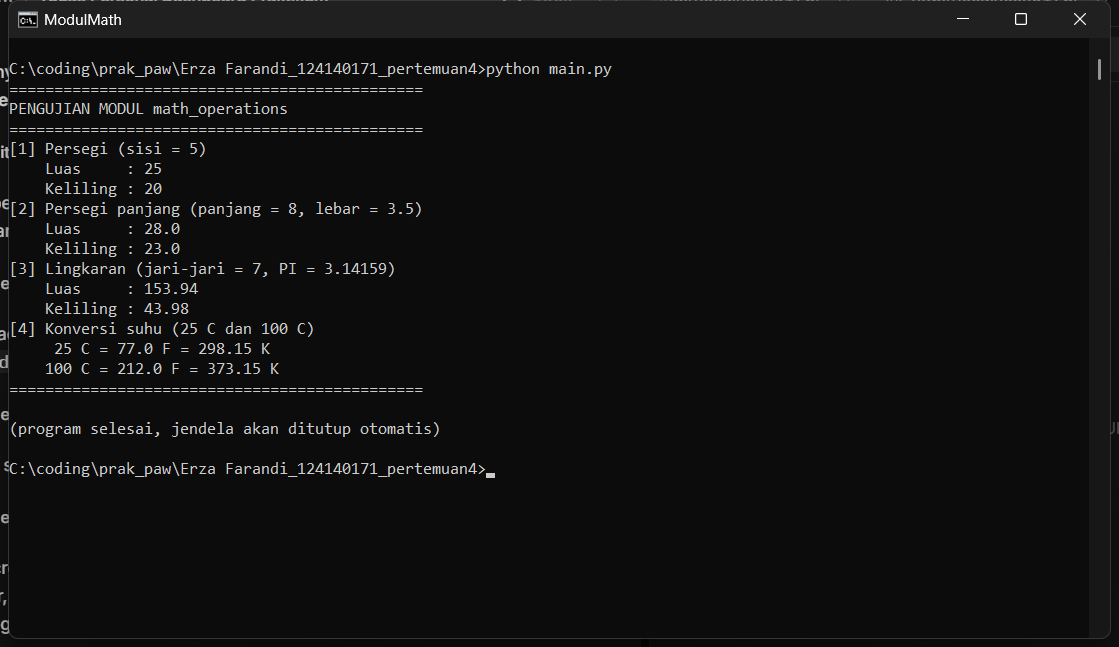 ModulMath
C:\coding\prak_paw\Erza Farandi_124140171_pertemuan4>python main.py
==============================================
PENGUJIAN MODUL math_operations
==============================================
[1] Persegi (sisi = 5)
    Luas     : 25
    Keliling : 20
[2] Persegi panjang (panjang = 8, lebar = 3.5)
    Luas     : 28.0
    Keliling : 23.0
[3] Lingkaran (jari-jari = 7, PI = 3.14159)
    Luas     : 153.94
    Keliling : 43.98
[4] Konversi suhu (25 C dan 100 C)
     25 C = 77.0 F = 298.15 K
    100 C = 212.0 F = 373.15 K
==============================================
(program selesai, jendela akan ditutup otomatis)
C:\coding\prak_paw\Erza Farandi_124140171_pertemuan4>